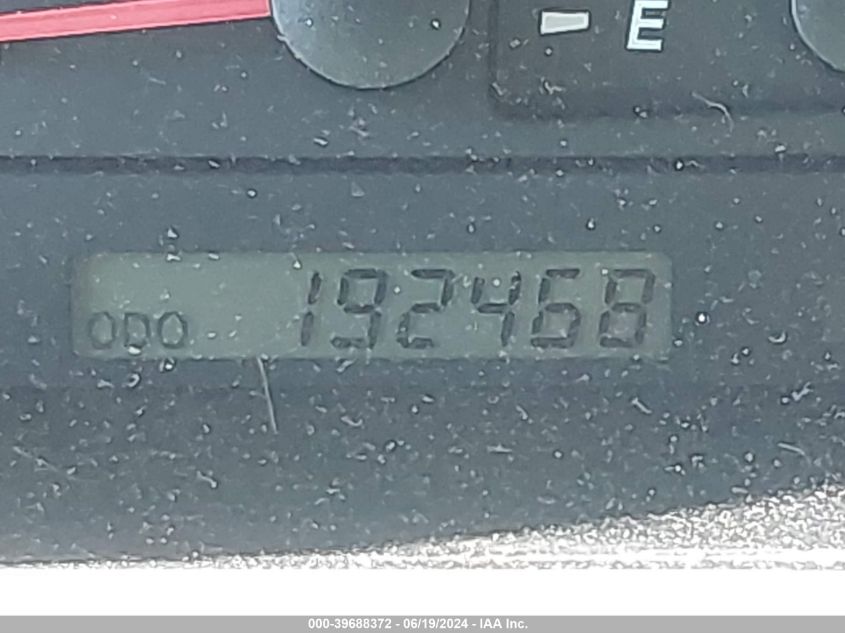 E
ODO 192468
000-39688372 - 06/19/2024 - IAA Inc.